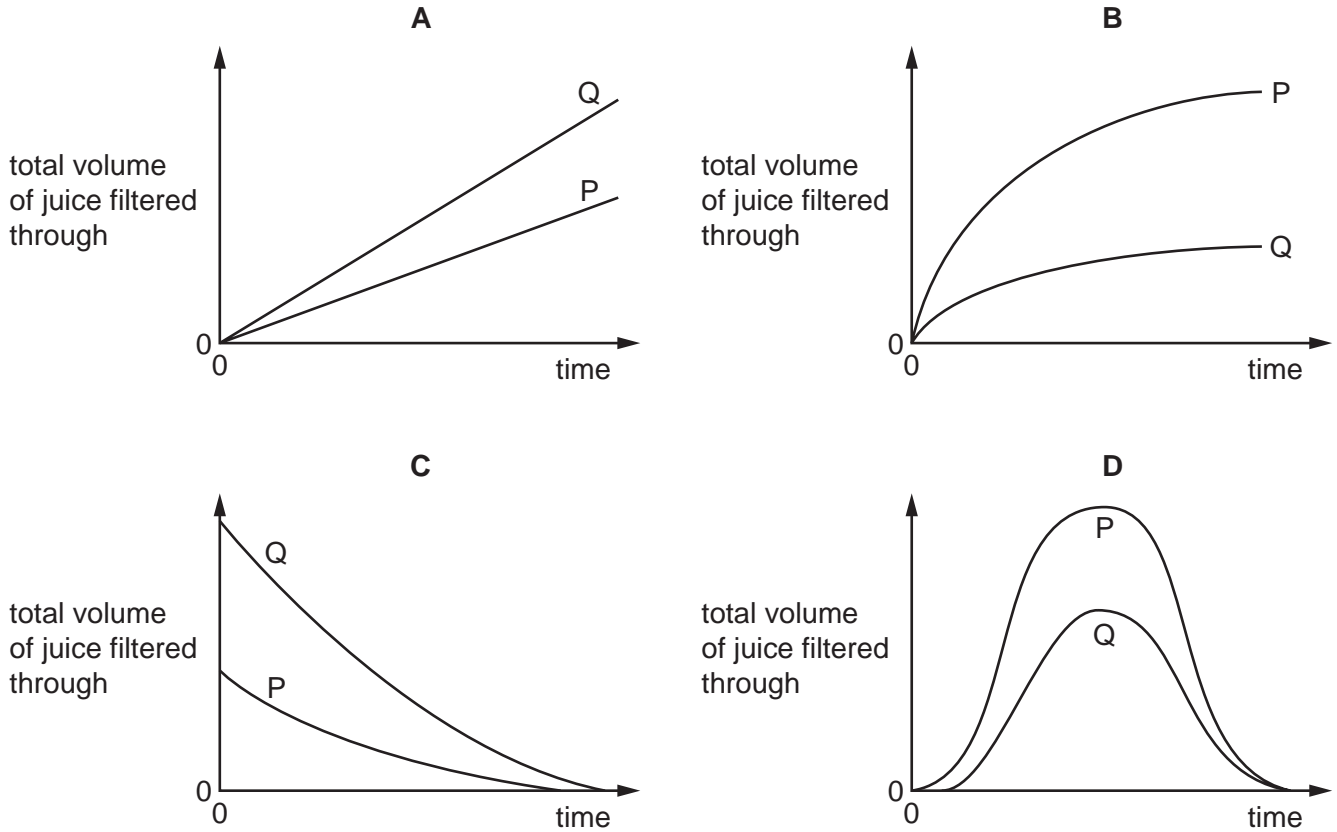 A
Q
P
total volume
of juice filtered
through
0
0
time
B
P
Q
total volume
of juice filtered
through
0
0
time
C
Q
P
total volume
of juice filtered
through
0
0
time
D
P
Q
total volume
of juice filtered
through
0
0
time